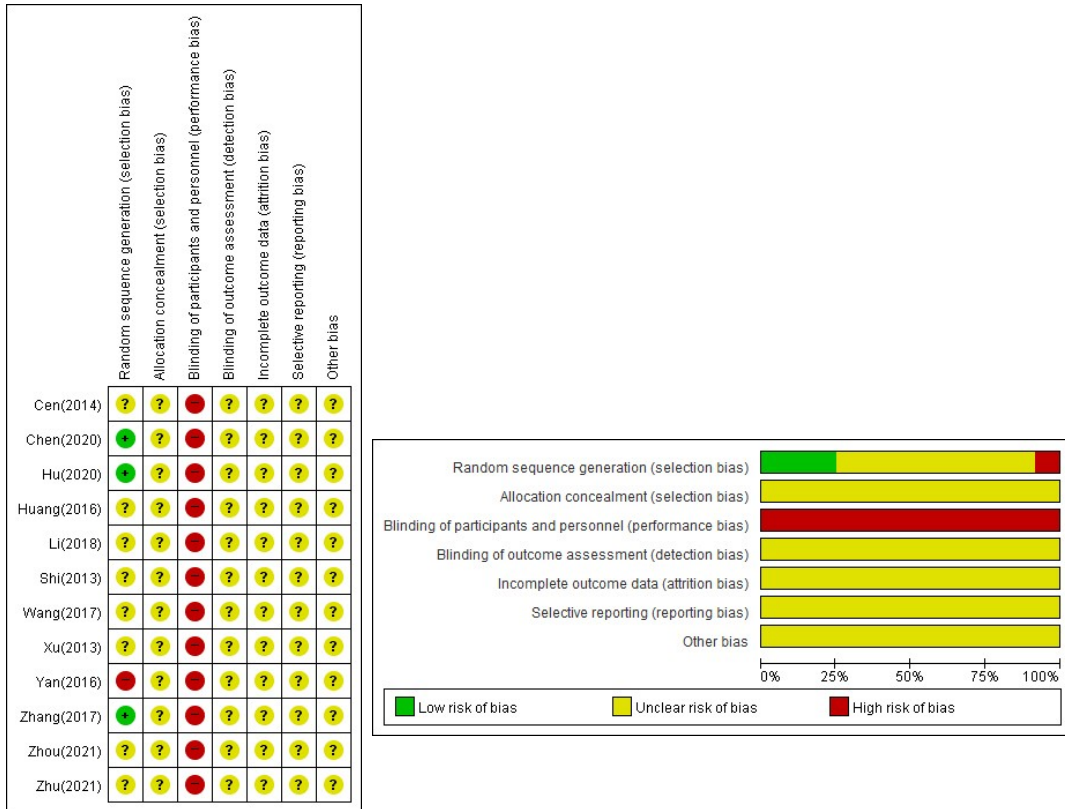 Random sequence generation (selection bias)
Allocation concealment (selection bias)
Blinding of participants and personnel (performance bias)
Blinding of outcome assessment (detection bias)
Incomplete outcome data (attrition bias)
Selective reporting (reporting bias)
Other bias
Cen(2014) ? ? − ? ? ? ?
Chen(2020) + ? − ? ? ? ?
Hu(2020) + ? − ? ? ? ?
Huang(2016) ? ? − ? ? ? ?
Li(2018) ? ? − ? ? ? ?
Shi(2013) ? ? − ? ? ? ?
Wang(2017) ? ? − ? ? ? ?
Xu(2013) ? ? − ? ? ? ?
Yan(2016) − ? − ? ? ? ?
Zhang(2017) + ? − ? ? ? ?
Zhou(2021) ? ? − ? ? ? ?
Zhu(2021) ? ? − ? ? ? ?
Random sequence generation (selection bias)
Allocation concealment (selection bias)
Blinding of participants and personnel (performance bias)
Blinding of outcome assessment (detection bias)
Incomplete outcome data (attrition bias)
Selective reporting (reporting bias)
Other bias
0% 25% 50% 75% 100%
Low risk of bias Unclear risk of bias High risk of bias